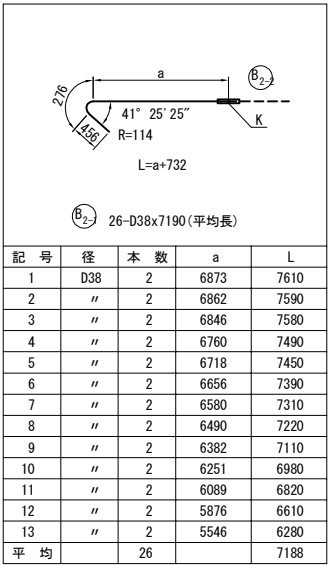 a
B2-2
276
41° 25′25″
456
R=114
K
L=a+732
B2-1 26-D38x7190(平均長)
記 号 径 本 数 a L
1 D38 2 6873 7610
2 〃 2 6862 7590
3 〃 2 6846 7580
4 〃 2 6760 7490
5 〃 2 6718 7450
6 〃 2 6656 7390
7 〃 2 6580 7310
8 〃 2 6490 7220
9 〃 2 6382 7110
10 〃 2 6251 6980
11 〃 2 6089 6820
12 〃 2 5876 6610
13 〃 2 5546 6280
平 均 26 7188